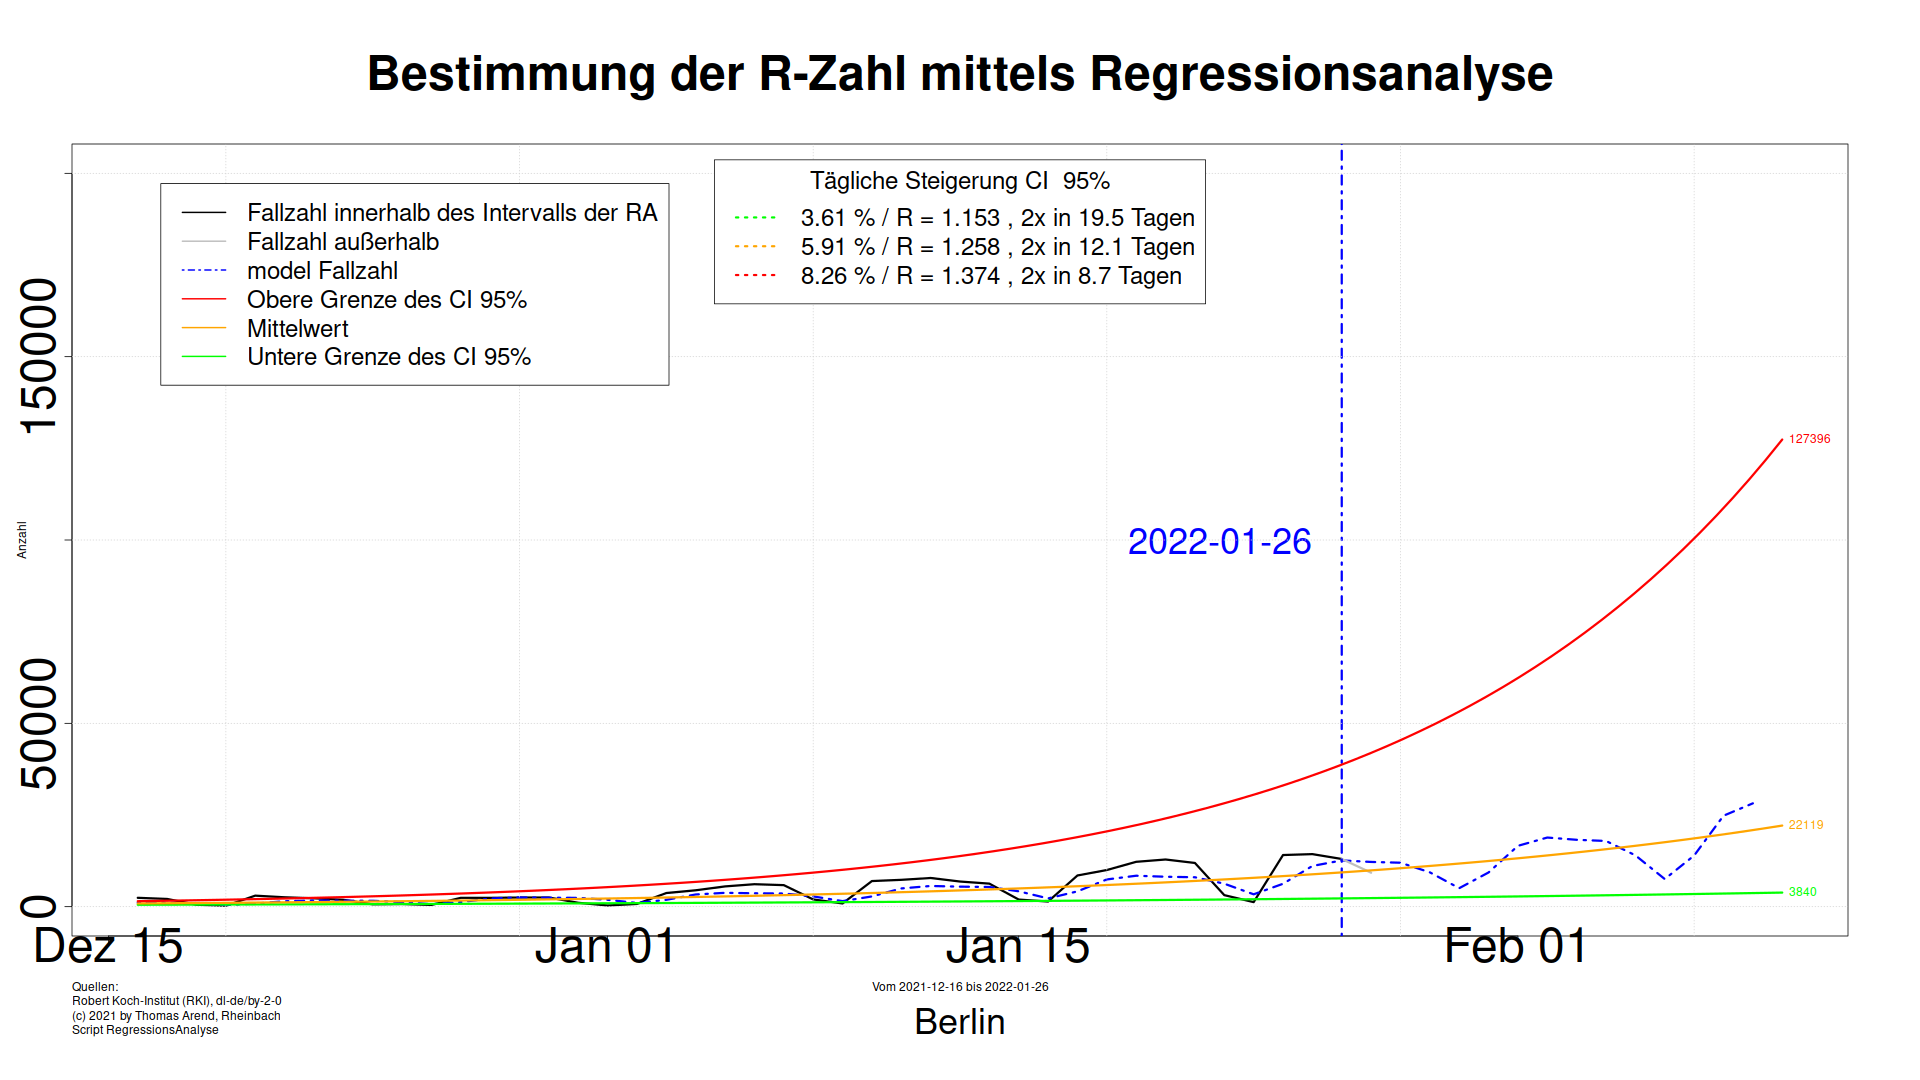 Bestimmung der R-Zahl mittels Regressionsanalyse
Fallzahl innerhalb des Intervalls der RA
Fallzahl außerhalb
model Fallzahl
Obere Grenze des CI 95%
Mittelwert
Untere Grenze des CI 95%
Tägliche Steigerung CI 95%
3.61 % / R = 1.153 , 2x in 19.5 Tagen
5.91 % / R = 1.258 , 2x in 12.1 Tagen
8.26 % / R = 1.374 , 2x in 8.7 Tagen
150000
50000
0
Anzahl
127396
2022-01-26
22119
3840
Dez 15
Jan 01
Jan 15
Feb 01
Quellen:
Robert Koch-Institut (RKI), dl-de/by-2-0
(c) 2021 by Thomas Arend, Rheinbach
Script RegressionsAnalyse
Vom 2021-12-16 bis 2022-01-26
Berlin